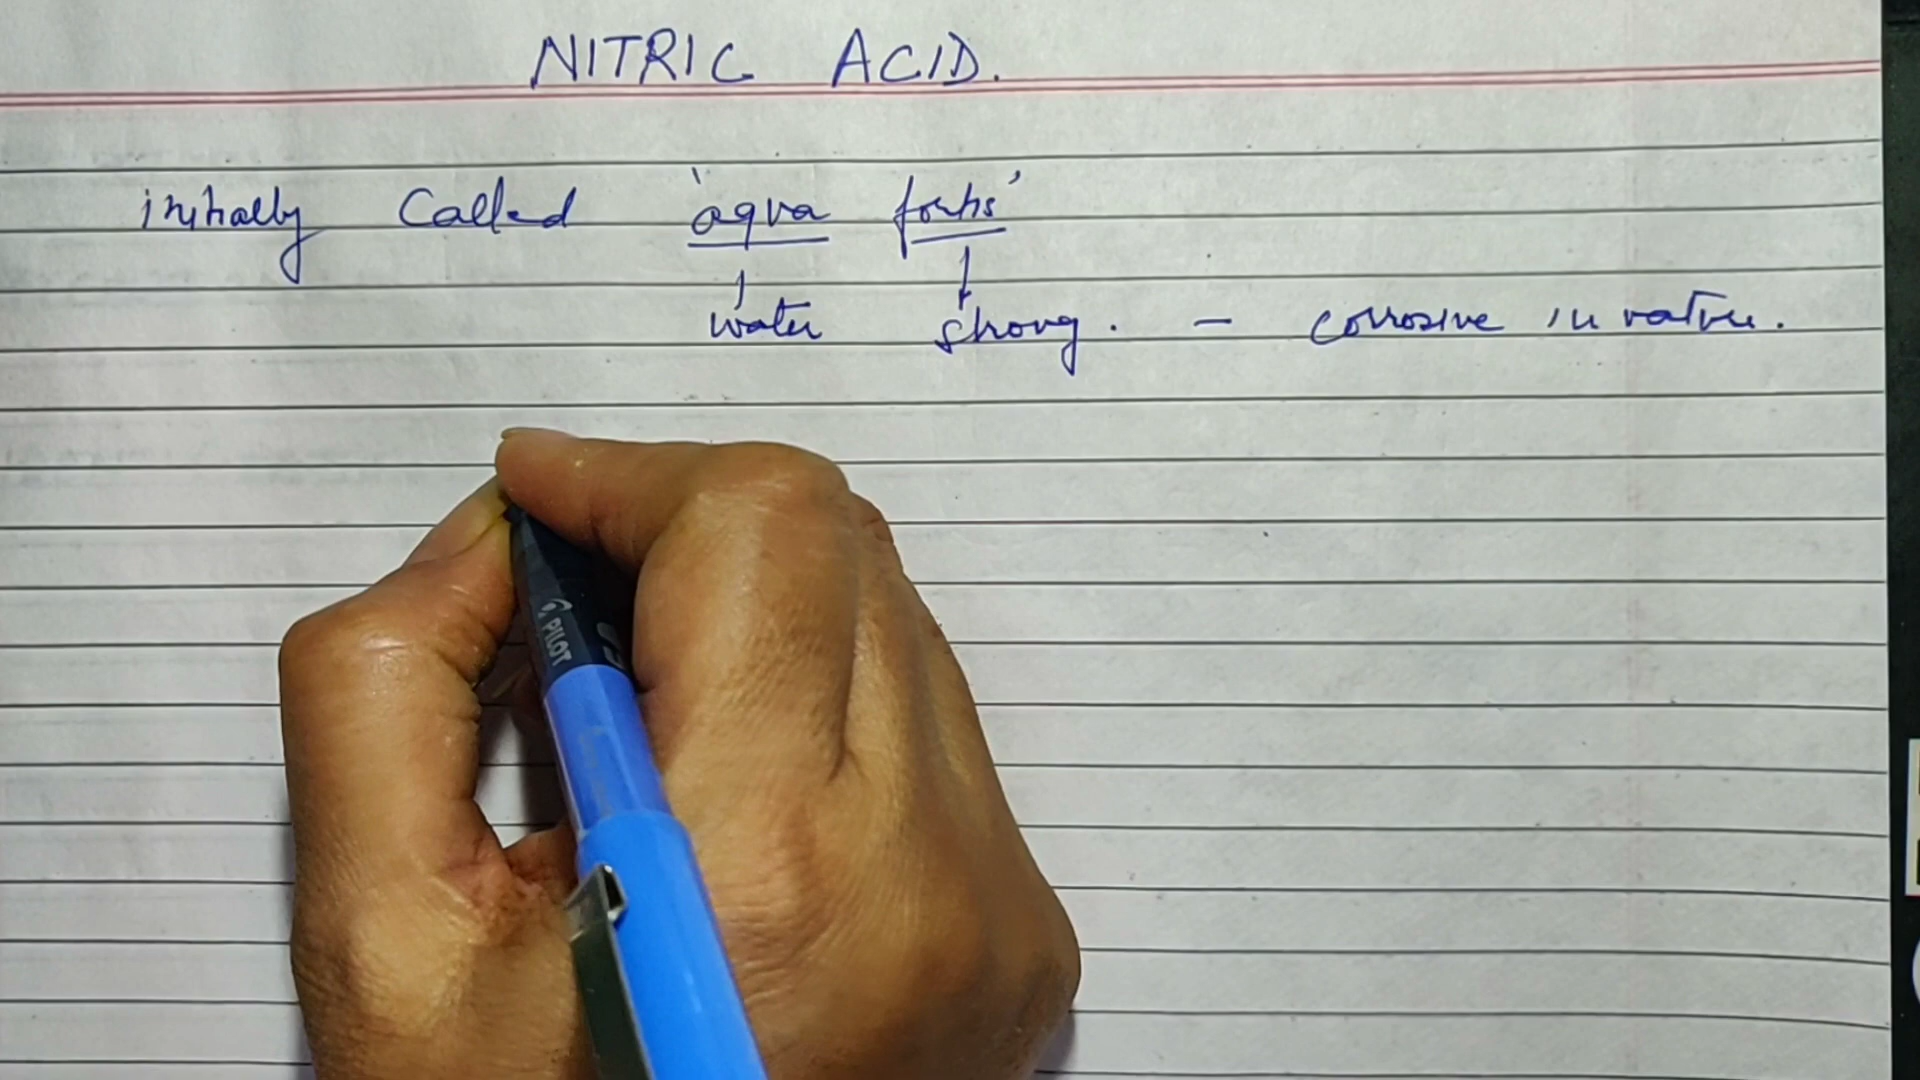 NITRIC ACID.
initially Called 'aqua fortis'
water strong. - corrosive in nature.
PILOT